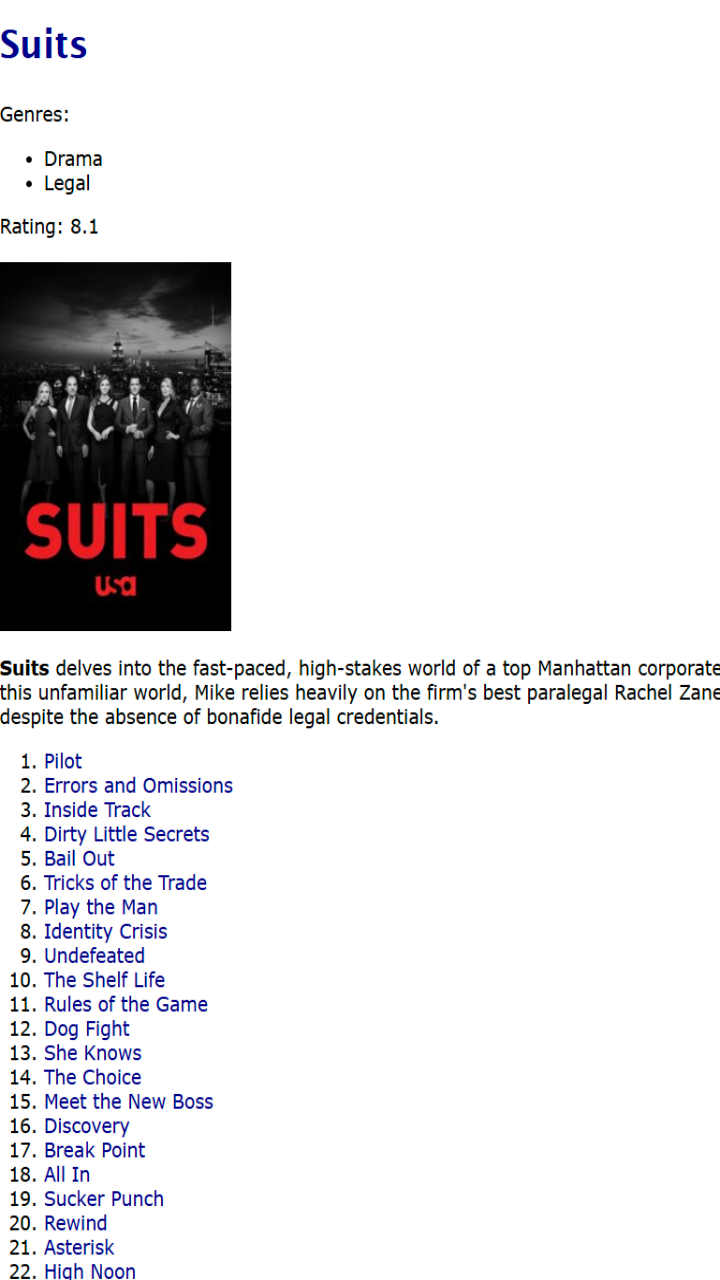 Suits
Genres:
• Drama
• Legal
Rating: 8.1
SUITS
usa
Suits delves into the fast-paced, high-stakes world of a top Manhattan corporate
this unfamiliar world, Mike relies heavily on the firm's best paralegal Rachel Zane
despite the absence of bonafide legal credentials.
1. Pilot
2. Errors and Omissions
3. Inside Track
4. Dirty Little Secrets
5. Bail Out
6. Tricks of the Trade
7. Play the Man
8. Identity Crisis
9. Undefeated
10. The Shelf Life
11. Rules of the Game
12. Dog Fight
13. She Knows
14. The Choice
15. Meet the New Boss
16. Discovery
17. Break Point
18. All In
19. Sucker Punch
20. Rewind
21. Asterisk
22. High Noon